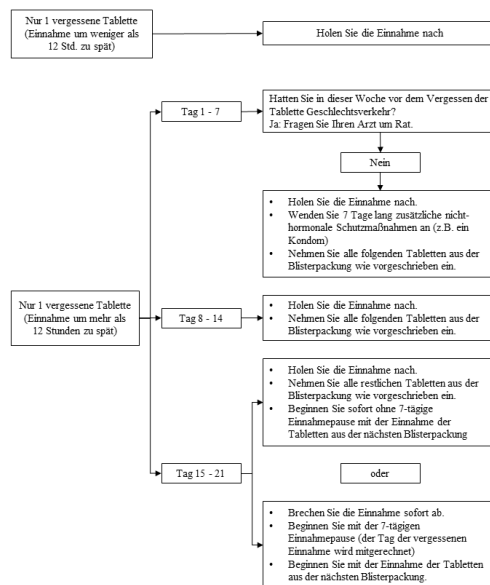 Nur 1 vergessene Tablette
(Einnahme um weniger als
12 Std. zu spät)
Holen Sie die Einnahme nach
Tag 1 - 7
Hatten Sie in dieser Woche vor dem Vergessen der
Tablette Geschlechtsverkehr?
Ja: Fragen Sie Ihren Arzt um Rat.
Nein
• Holen Sie die Einnahme nach.
• Wenden Sie 7 Tage lang zusätzliche nicht-
hormonale Schutzmaßnahmen an (z.B. ein
Kondom)
• Nehmen Sie alle folgenden Tabletten aus der
Blisterpackung wie vorgeschrieben ein.
Nur 1 vergessene Tablette
(Einnahme um mehr als
12 Stunden zu spät)
Tag 8 - 14
• Holen Sie die Einnahme nach.
• Nehmen Sie alle folgenden Tabletten aus der
Blisterpackung wie vorgeschrieben ein.
Tag 15 - 21
• Holen Sie die Einnahme nach.
• Nehmen Sie alle restlichen Tabletten aus der
Blisterpackung wie vorgeschrieben ein.
• Beginnen Sie sofort ohne 7-tägige
Einnahmepause mit der Einnahme der
Tabletten aus der nächsten Blisterpackung
oder
• Brechen Sie die Einnahme sofort ab.
• Beginnen Sie mit der 7-tägigen
Einnahmepause (der Tag der vergessenen
Einnahme wird mitgerechnet)
• Beginnen Sie mit der Einnahme der Tabletten
aus der nächsten Blisterpackung.